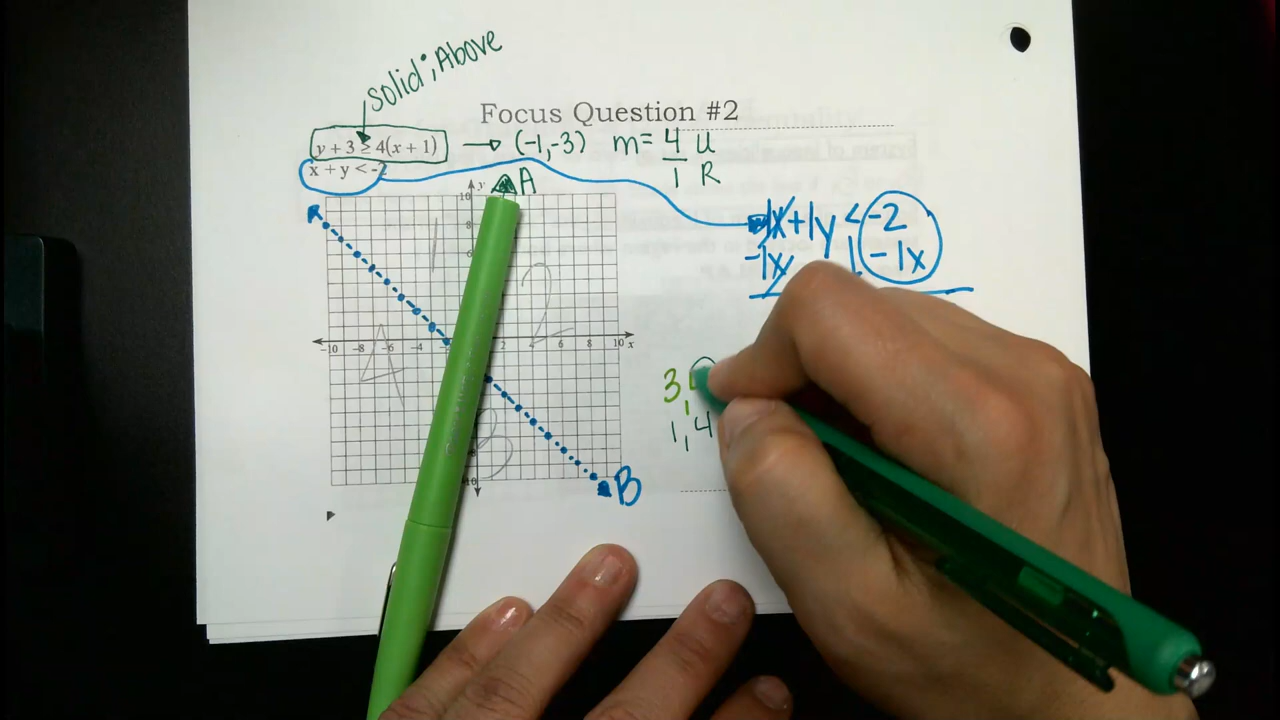 solid; Above
Focus Question #2
y + 3 ≥ 4(x + 1) → (-1,-3) m= 4/1 U R
x + y < -2
A
1x+1y < -2
-1x -1x
10 y
8
6
1
2
-10 -8 -6 2 6 8 10 x
4
3
3
1,4
-10
B